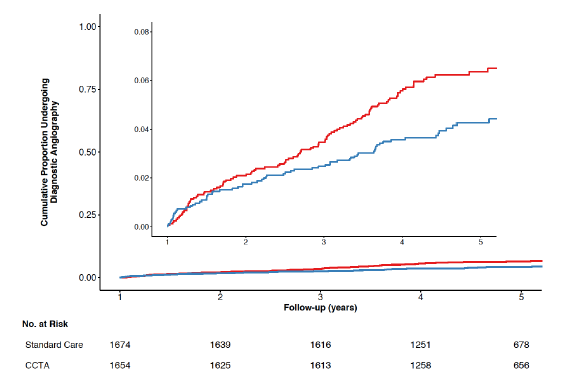 Cumulative Proportion Undergoing
Diagnostic Angiography
1.00
0.75
0.50
0.25
0.00
0.08
0.06
0.04
0.02
0.00
1 2 3 4 5
1 2 3 4 5
Follow-up (years)
No. at Risk
Standard Care 1674 1639 1616 1251 678
CCTA 1654 1625 1613 1258 656